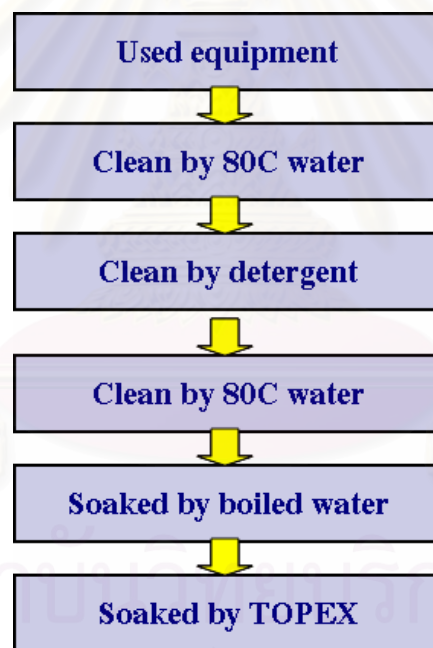 Used equipment
Clean by 80C water
Clean by detergent
Clean by 80C water
Soaked by boiled water
Soaked by TOPEX